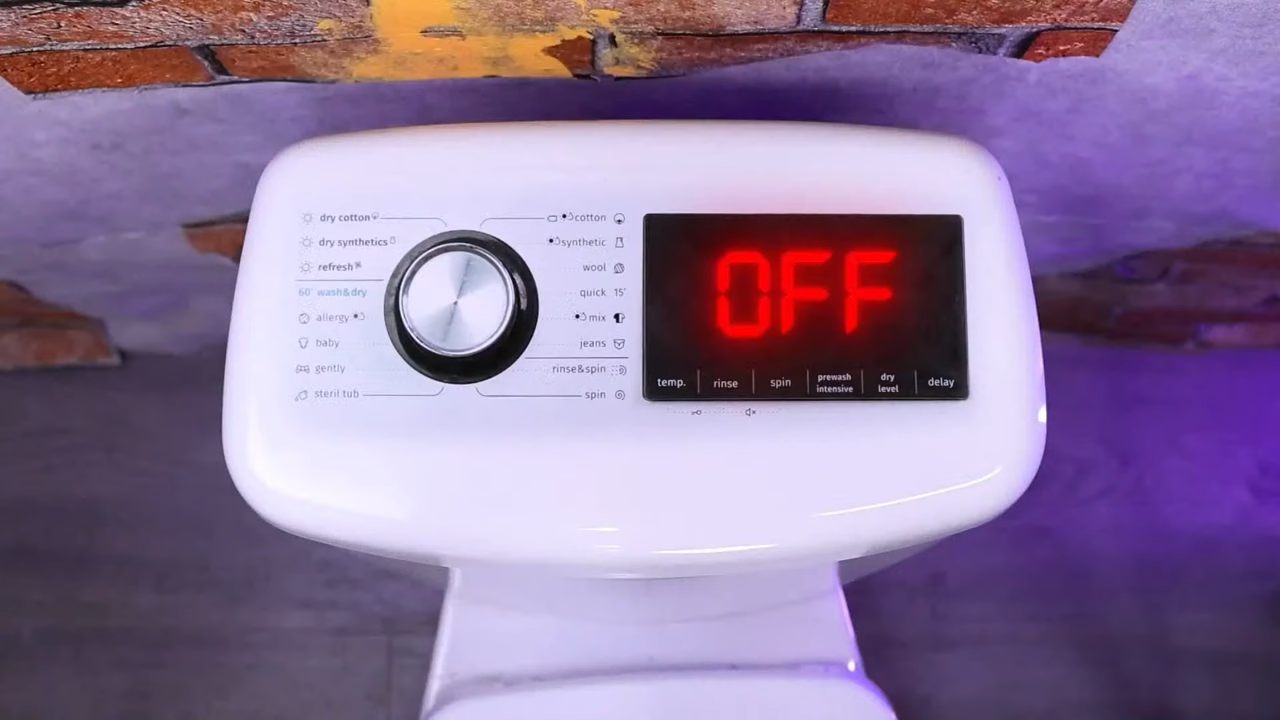 dry cotton
dry synthetics
refresh
60' wash&dry
allergy
baby
gently
steril tub
cotton
synthetic
wool
quick 15'
mix
jeans
rinse&spin
spin
OFF
temp.
rinse
spin
prewash
intensive
dry
level
delay